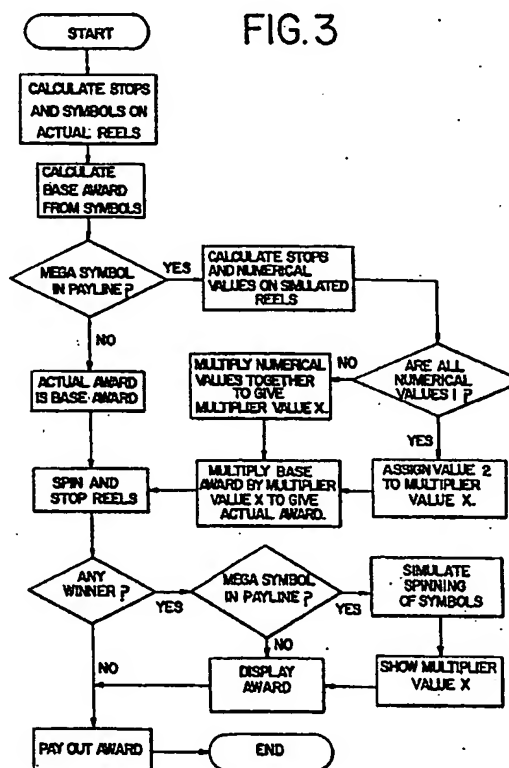 FIG. 3
START
CALCULATE STOPS
AND SYMBOLS ON
ACTUAL REELS
CALCULATE
BASE AWARD
FROM SYMBOLS
MEGA SYMBOL
IN PAYLINE?
YES
CALCULATE STOPS
AND NUMERICAL
VALUES ON SIMULATED
REELS
NO
ARE ALL
NUMERICAL
VALUES 1?
NO
MULTIPLY NUMERICAL
VALUES TOGETHER
TO GIVE
MULTIPLIER VALUE X.
ACTUAL AWARD
IS BASE AWARD
YES
ASSIGN VALUE 2
TO MULTIPLIER
VALUE X.
MULTIPLY BASE
AWARD BY MULTIPLIER
VALUE X TO GIVE
ACTUAL AWARD.
SPIN AND
STOP REELS
ANY
WINNER?
YES
MEGA SYMBOL
IN PAYLINE?
YES
SIMULATE
SPINNING
OF SYMBOLS
NO
NO
DISPLAY
AWARD
SHOW MULTIPLIER
VALUE X
PAY OUT AWARD
END